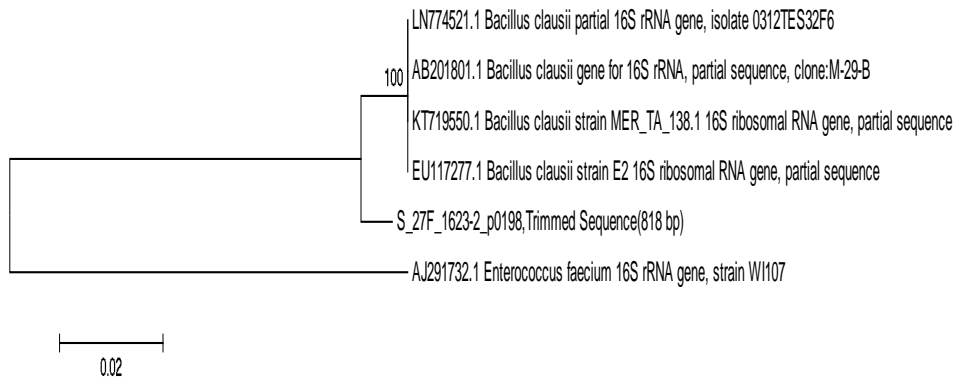 LN774521.1 Bacillus clausii partial 16S rRNA gene, isolate 0312TES32F6
AB201801.1 Bacillus clausii gene for 16S rRNA, partial sequence, clone:M-29-B
100
KT719550.1 Bacillus clausii strain MER_TA_138.1 16S ribosomal RNA gene, partial sequence
EU117277.1 Bacillus clausii strain E2 16S ribosomal RNA gene, partial sequence
S_27F_1623-2_p0198,Trimmed Sequence(818 bp)
AJ291732.1 Enterococcus faecium 16S rRNA gene, strain WI107
0.02